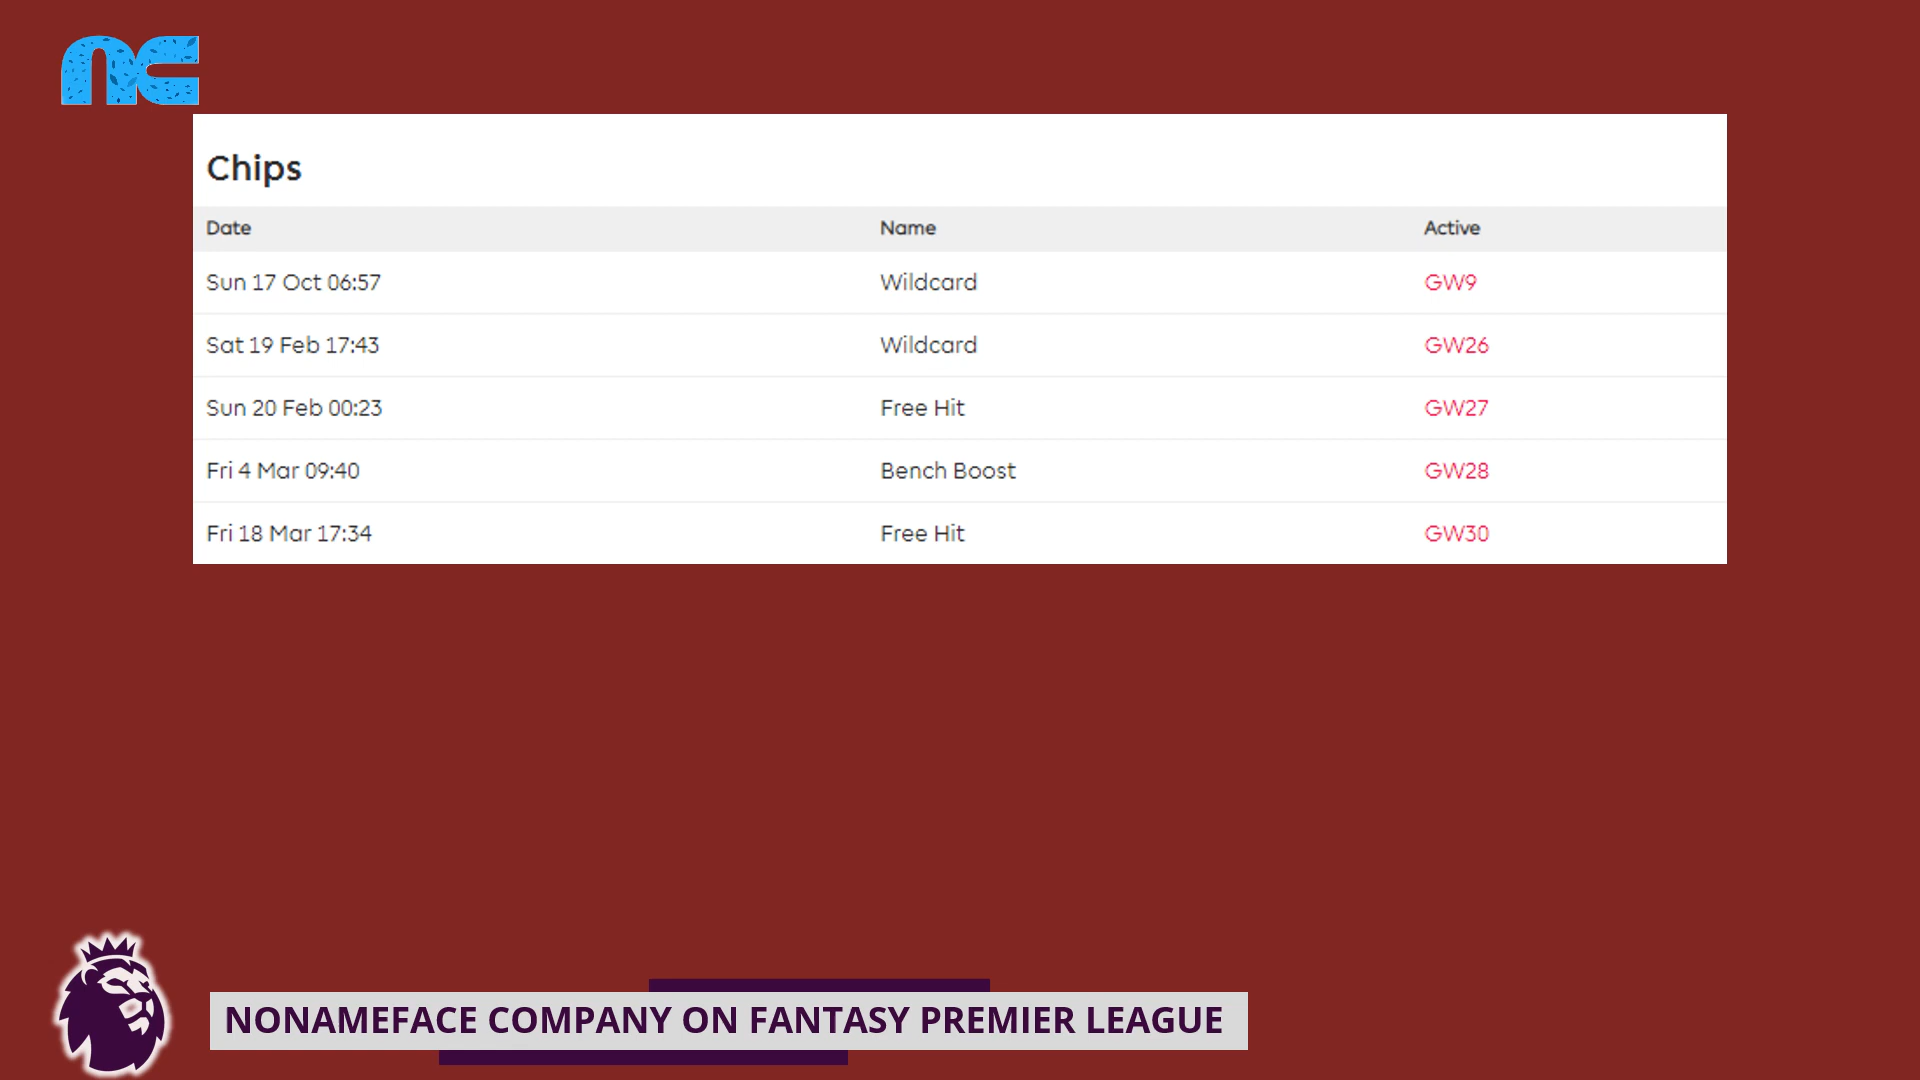 nc
Chips
Date Name Active
Sun 17 Oct 06:57 Wildcard GW9
Sat 19 Feb 17:43 Wildcard GW26
Sun 20 Feb 00:23 Free Hit GW27
Fri 4 Mar 09:40 Bench Boost GW28
Fri 18 Mar 17:34 Free Hit GW30
NONAMEFACE COMPANY ON FANTASY PREMIER LEAGUE